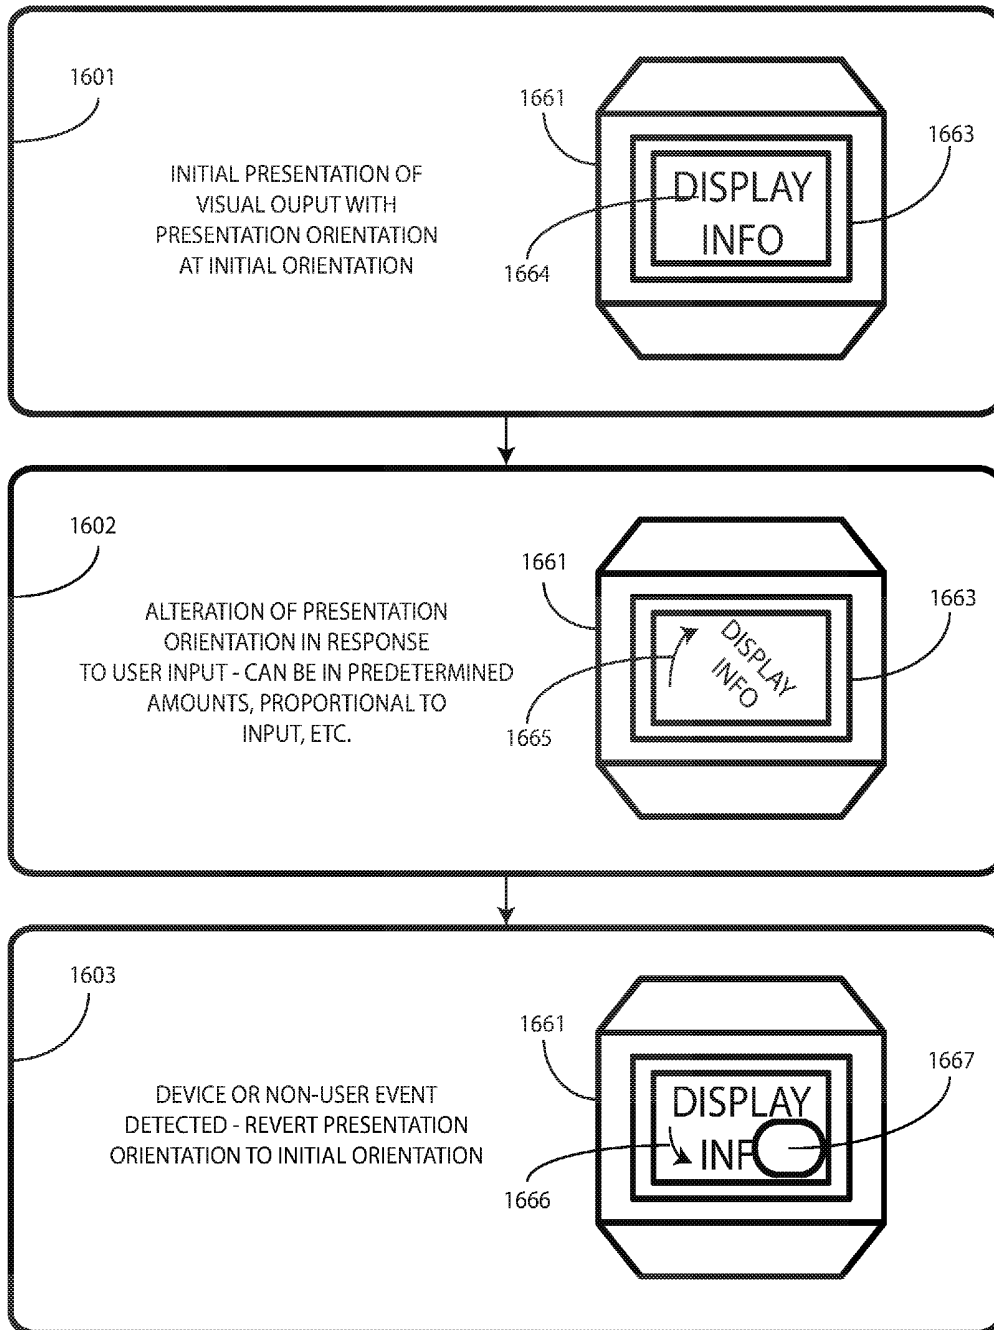 1601
INITIAL PRESENTATION OF
VISUAL OUPUT WITH
PRESENTATION ORIENTATION
AT INITIAL ORIENTATION
1661
1663
DISPLAY
INFO
1664
1602
ALTERATION OF PRESENTATION
ORIENTATION IN RESPONSE
TO USER INPUT - CAN BE IN PREDETERMINED
AMOUNTS, PROPORTIONAL TO
INPUT, ETC.
1661
1663
DISPLAY
INFO
1665
1603
DEVICE OR NON-USER EVENT
DETECTED - REVERT PRESENTATION
ORIENTATION TO INITIAL ORIENTATION
1661
1667
DISPLAY
INF
1666